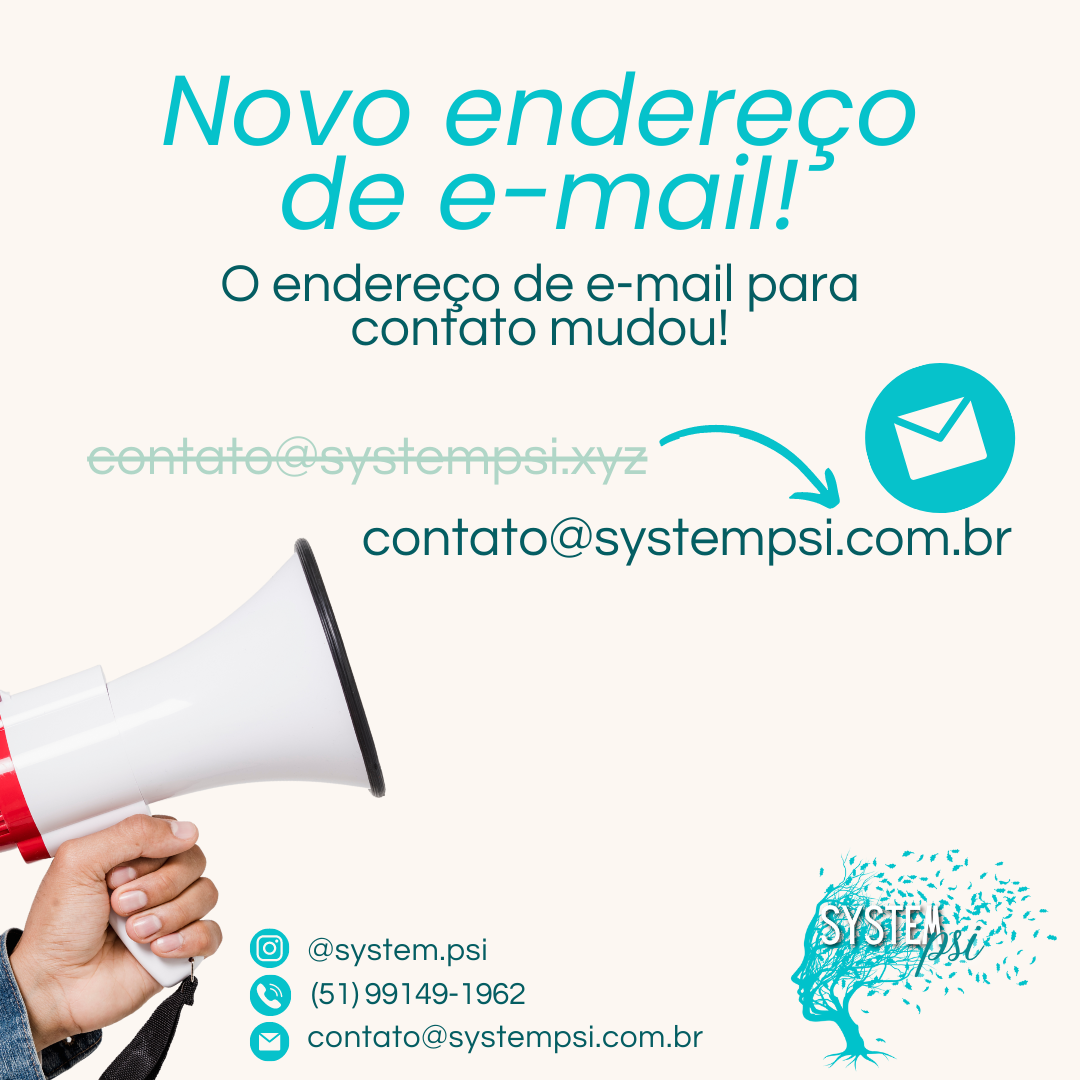 Novo endereço
de e-mail!
O endereço de e-mail para
contato mudou!
contato@systempsi.xyz
contato@systempsi.com.br
@system.psi
(51) 99149-1962
contato@systempsi.com.br
SYSTEM
psi